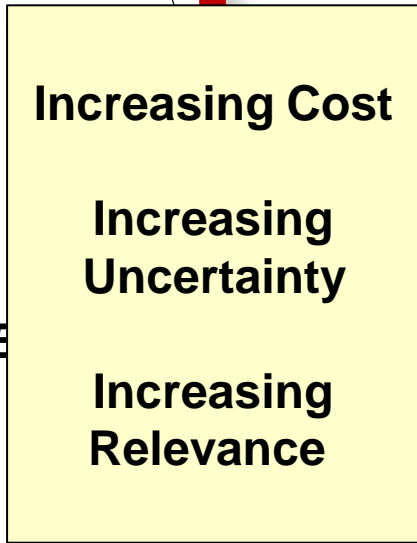 Increasing Cost
Increasing
Uncertainty
Increasing
Relevance